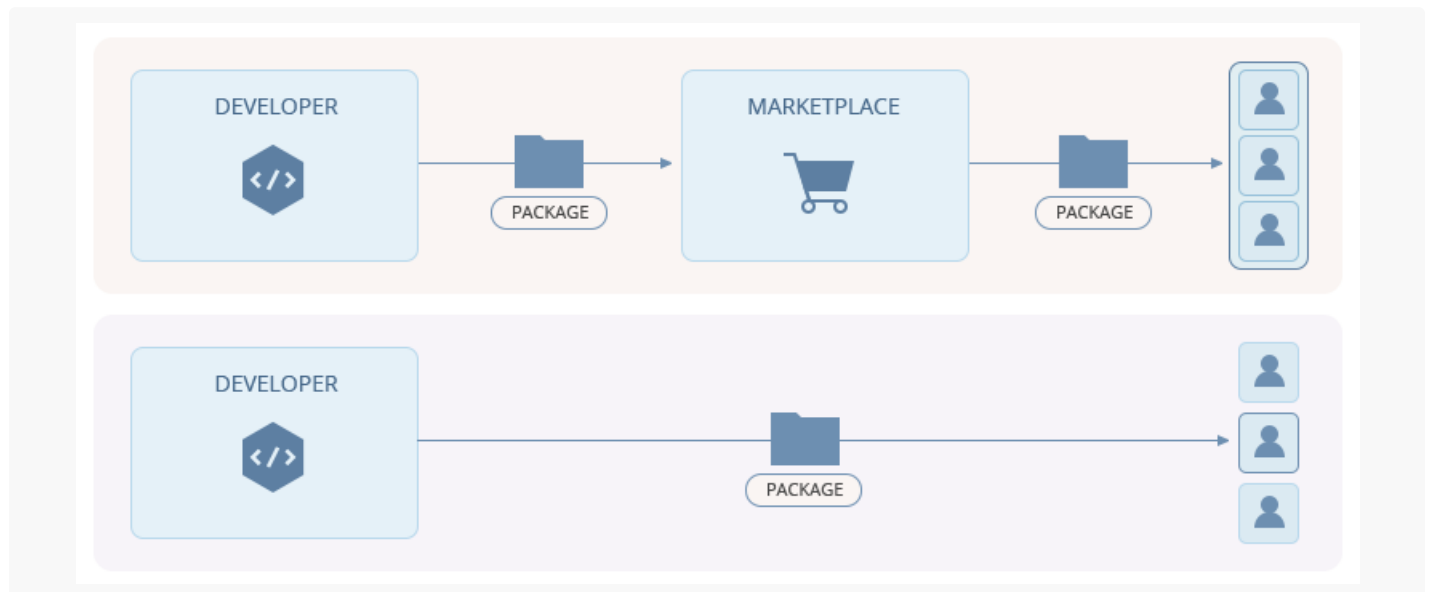 DEVELOPER
MARKETPLACE
</>
PACKAGE
PACKAGE
DEVELOPER
</>
PACKAGE